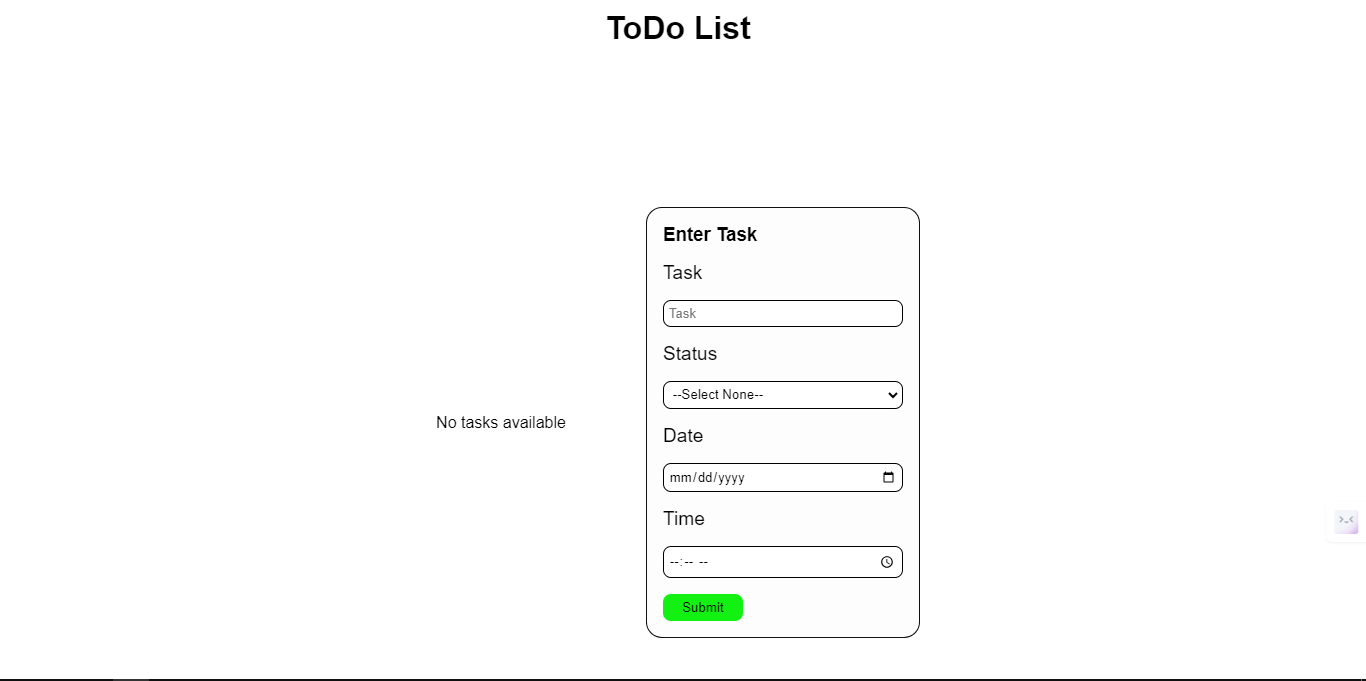 ToDo List
Enter Task
Task
Task
Status
--Select None--
No tasks available
Date
mm/dd/yyyy
Time
--:-- --
Submit